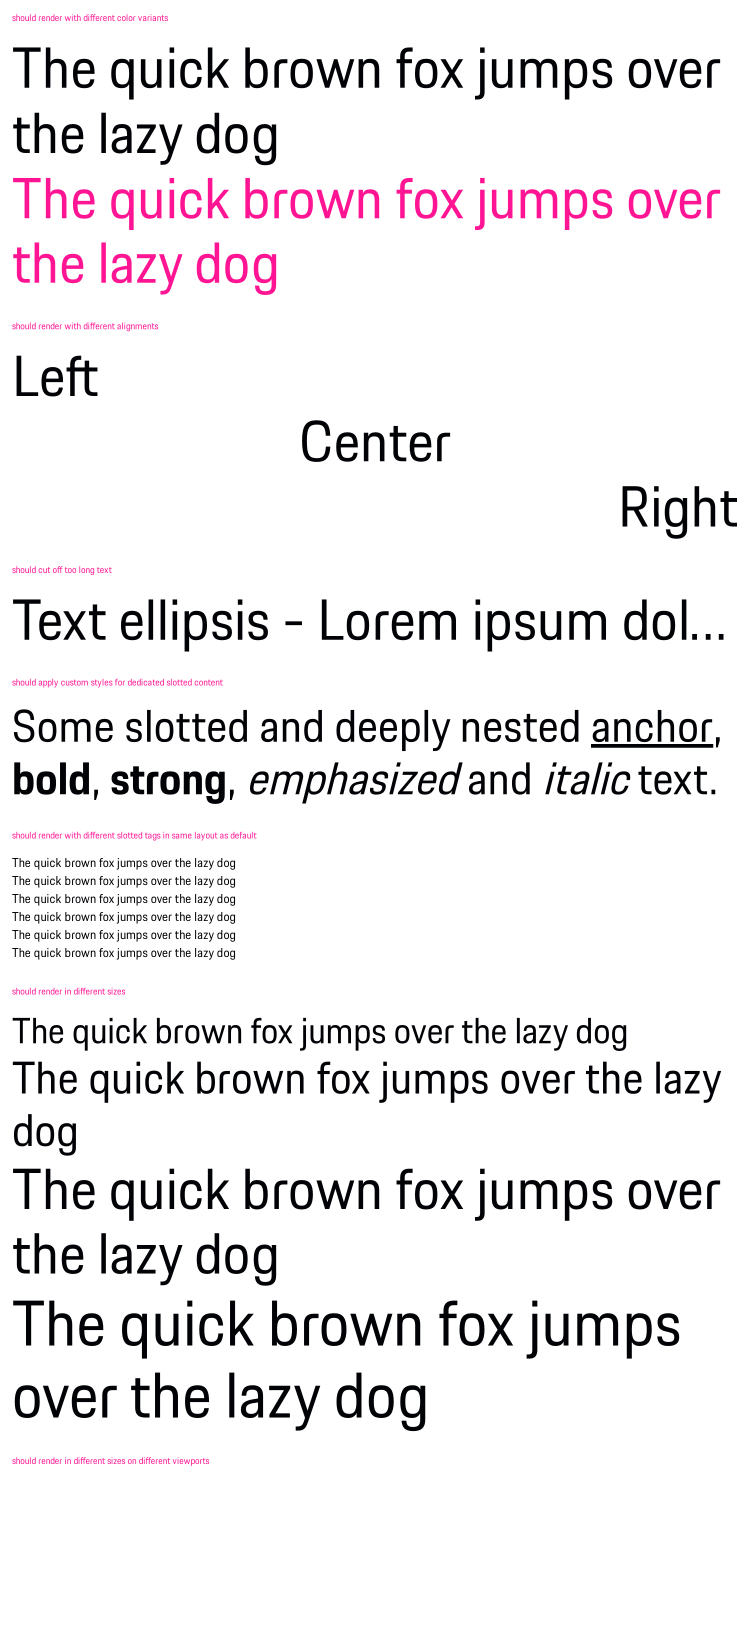 should render with different color variants
The quick brown fox jumps over
the lazy dog
The quick brown fox jumps over
the lazy dog
should render with different alignments
Left
Center
Right
should cut off too long text
Text ellipsis - Lorem ipsum dol...
should apply custom styles for dedicated slotted content
Some slotted and deeply nested anchor,
bold, strong, emphasized and italic text.
should render with different slotted tags in same layout as default
The quick brown fox jumps over the lazy dog
The quick brown fox jumps over the lazy dog
The quick brown fox jumps over the lazy dog
The quick brown fox jumps over the lazy dog
The quick brown fox jumps over the lazy dog
The quick brown fox jumps over the lazy dog
should render in different sizes
The quick brown fox jumps over the lazy dog
The quick brown fox jumps over the lazy
dog
The quick brown fox jumps over
the lazy dog
The quick brown fox jumps
over the lazy dog
should render in different sizes on different viewports